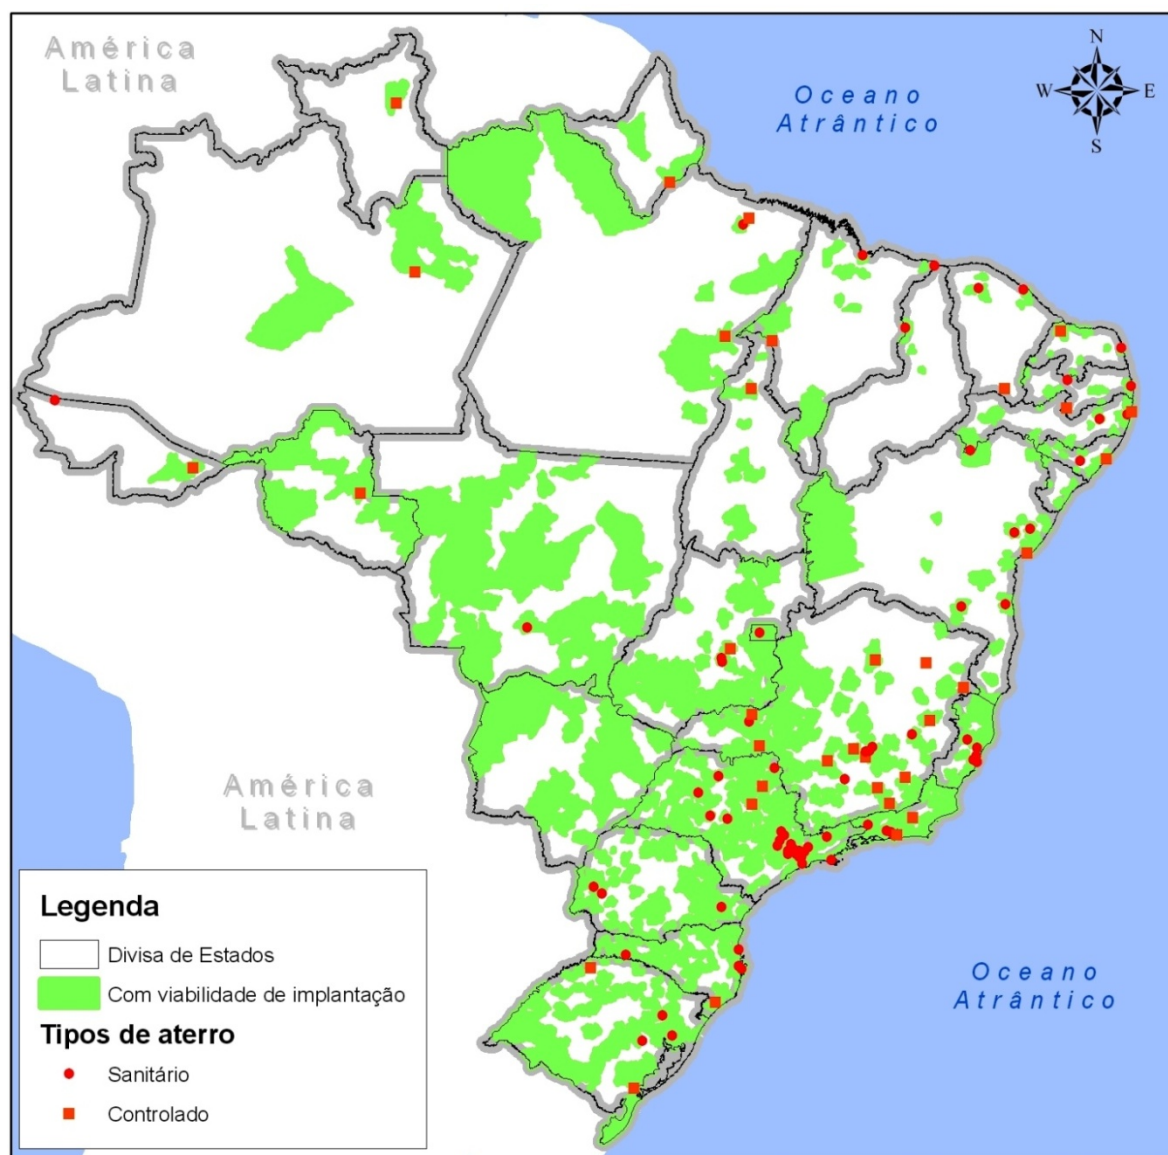 América
Latina
N
W E
S
Oceano
Atrântico
América
Latina
Oceano
Atrântico
Legenda
Divisa de Estados
Com viabilidade de implantação
Tipos de aterro
Sanitário
Controlado